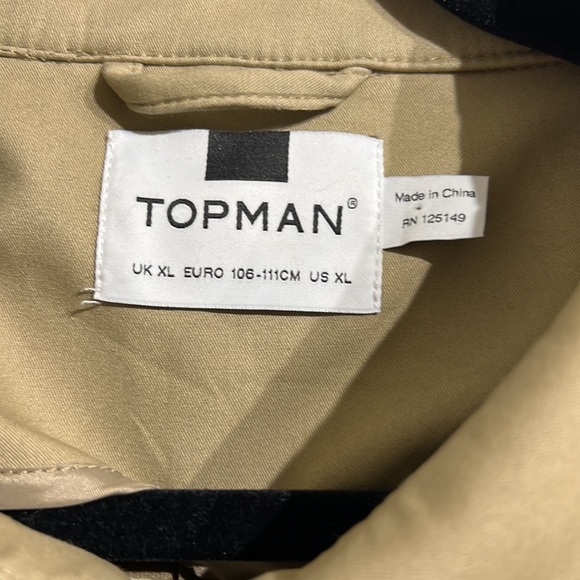 TOPMAN®
UK XL EURO 106-111CM US XL
Made in China
RN 125149